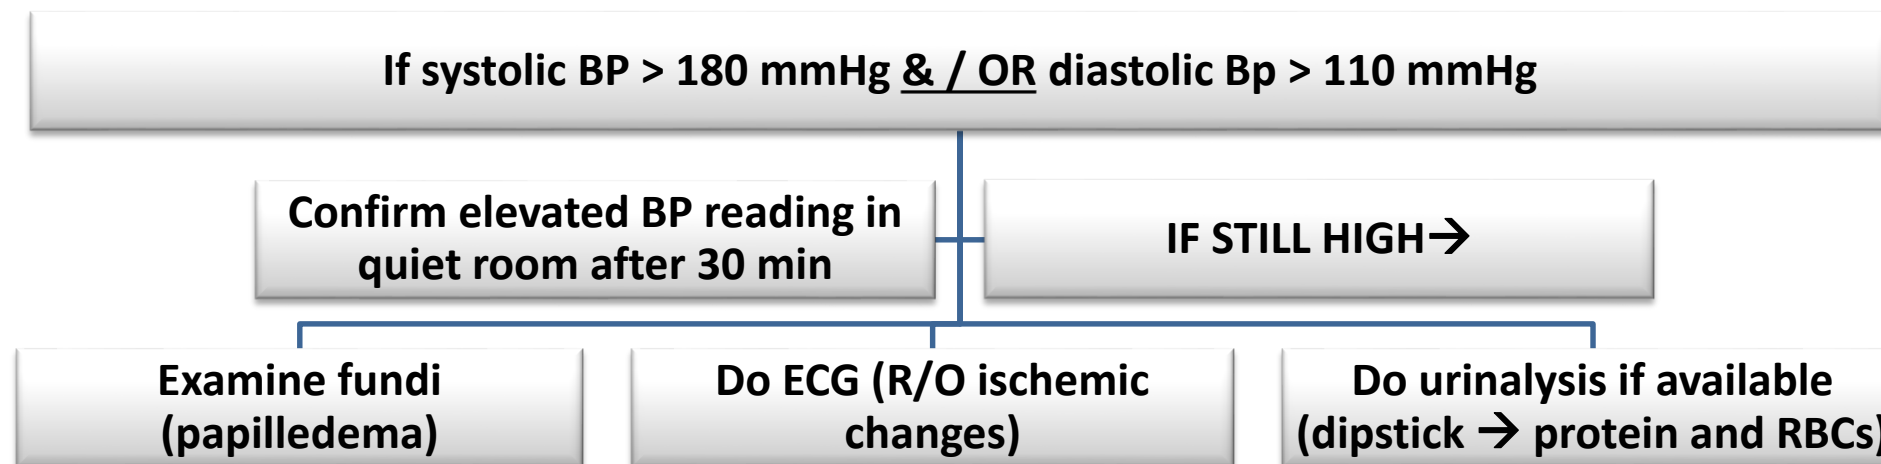 If systolic BP > 180 mmHg & / OR diastolic Bp > 110 mmHg
Confirm elevated BP reading in
quiet room after 30 min
IF STILL HIGH→
Examine fundi
(papilledema)
Do ECG (R/O ischemic
changes)
Do urinalysis if available
(dipstick → protein and RBCs)